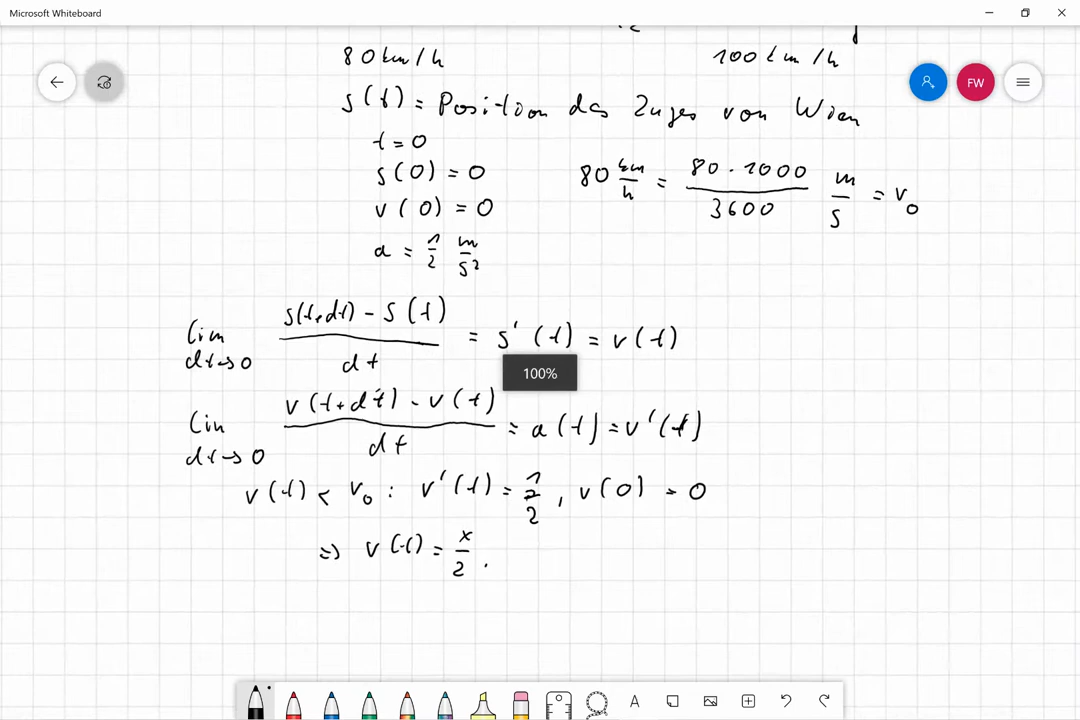 Microsoft Whiteboard
80 km/h
100 km/h
FW
s(t) = Position des Zuges von Wien
t = 0
s(0) = 0
80 km/h = 80 · 1000 / 3600 m/s = v₀
v(0) = 0
a = 1/2 m/s²
lim dt→0 s(t+dt) - s(t) / dt = s'(t) = v(t)
100%
lim dt→0 v(t+dt) - v(t) / dt = a(t) = v'(t)
v(t) < v₀ : v'(t) = 1/2, v(0) = 0
⇒ v(t) = x/2 .
A